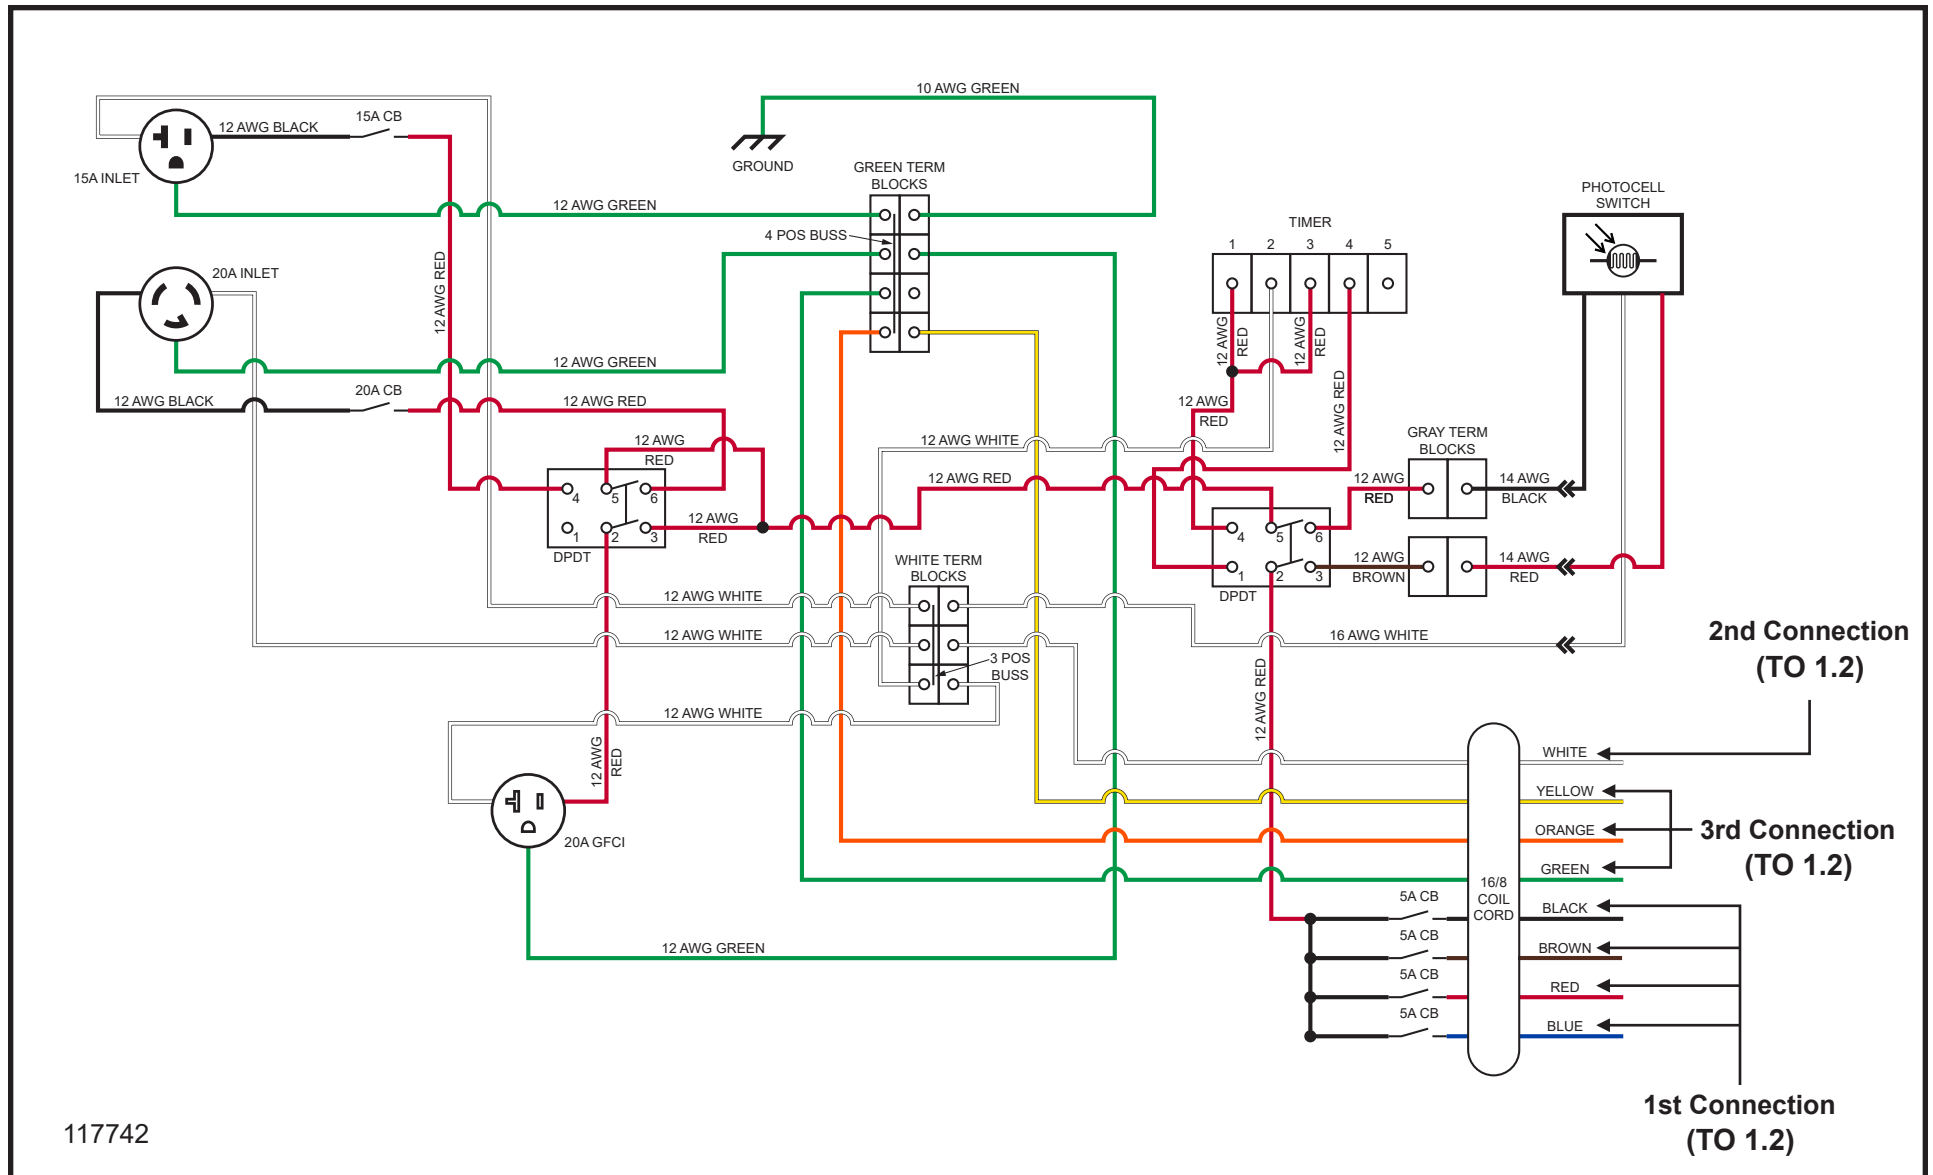 10 AWG GREEN
15A CB
12 AWG BLACK
15A INLET
GROUND
GREEN TERM
BLOCKS
12 AWG GREEN
4 POS BUSS
PHOTOCELL
SWITCH
TIMER
1 2 3 4 5
20A INLET
12 AWG RED
12 AWG
RED
12 AWG
RED
12 AWG GREEN
12 AWG BLACK
20A CB
12 AWG RED
12 AWG
RED
12 AWG RED
12 AWG
RED
12 AWG WHITE
GRAY TERM
BLOCKS
12 AWG RED
4 5 6
1 2 3
DPDT
12 AWG
RED
12 AWG
RED
14 AWG
BLACK
4 5 6
1 2 3
DPDT
12 AWG
BROWN
14 AWG
RED
WHITE TERM
BLOCKS
12 AWG WHITE
12 AWG WHITE
3 POS
BUSS
16 AWG WHITE
12 AWG WHITE
12 AWG
RED
12 AWG RED
20A GFCI
12 AWG GREEN
2nd Connection
(TO 1.2)
WHITE
YELLOW
ORANGE
GREEN
3rd Connection
(TO 1.2)
16/8
COIL
CORD
5A CB
BLACK
5A CB
BROWN
5A CB
RED
5A CB
BLUE
1st Connection
(TO 1.2)
117742